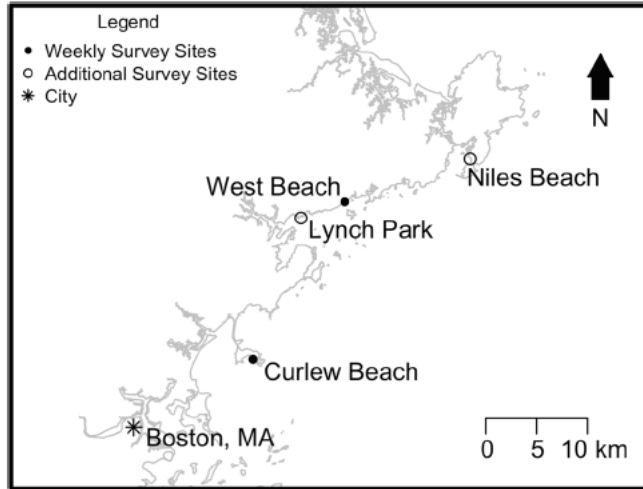 Legend
Weekly Survey Sites
Additional Survey Sites
City
N
Niles Beach
West Beach
Lynch Park
Curlew Beach
Boston, MA
0 5 10 km